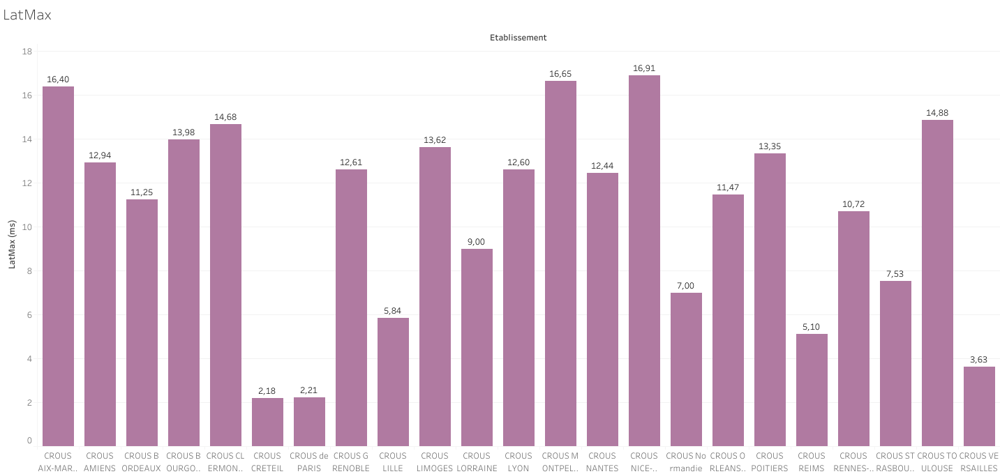 LatMax
Etablissement
18
16
14
12
10
8
6
4
2
0
LatMax (ms)
16,40
12,94
11,25
13,98
14,68
2,18
2,21
12,61
5,84
13,62
9,00
12,60
16,65
12,44
16,91
7,00
11,47
13,35
5,10
10,72
7,53
14,88
3,63
CROUS
AIX-MAR..
CROUS
AMIENS
CROUS B
ORDEAUX
CROUS B
OURGO..
CROUS CL
ERMON..
CROUS
CRETEIL
CROUS de
PARIS
CROUS G
RENOBLE
CROUS
LILLE
CROUS
LIMOGES
CROUS
LORRAINE
CROUS
LYON
CROUS M
ONTPEL..
CROUS
NANTES
CROUS
NICE-..
CROUS No
rmandie
CROUS O
RLEANS..
CROUS
POITIERS
CROUS
REIMS
CROUS
RENNES-..
CROUS ST
RASBOU..
CROUS TO
ULOUSE
CROUS VE
RSAILLES